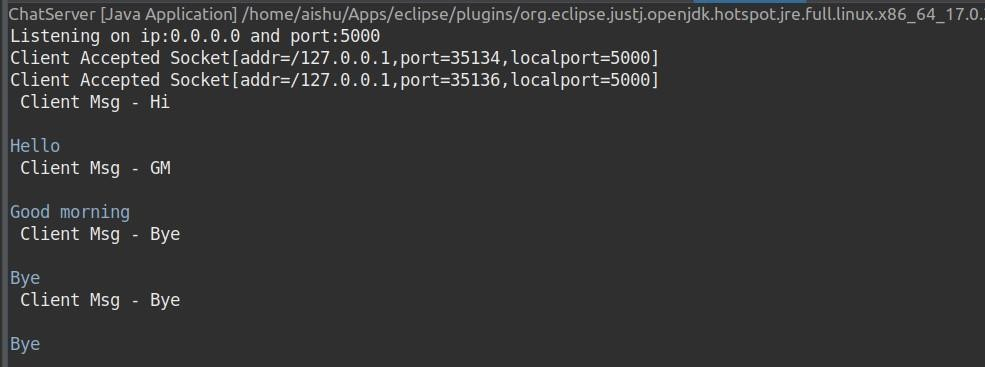 ChatServer [Java Application] /home/aishu/Apps/eclipse/plugins/org.eclipse.justj.openjdk.hotspot.jre.full.linux.x86_64_17.0.
Listening on ip:0.0.0.0 and port:5000
Client Accepted Socket[addr=/127.0.0.1,port=35134,localport=5000]
Client Accepted Socket[addr=/127.0.0.1,port=35136,localport=5000]
Client Msg - Hi
Hello
Client Msg - GM
Good morning
Client Msg - Bye
Bye
Client Msg - Bye
Bye